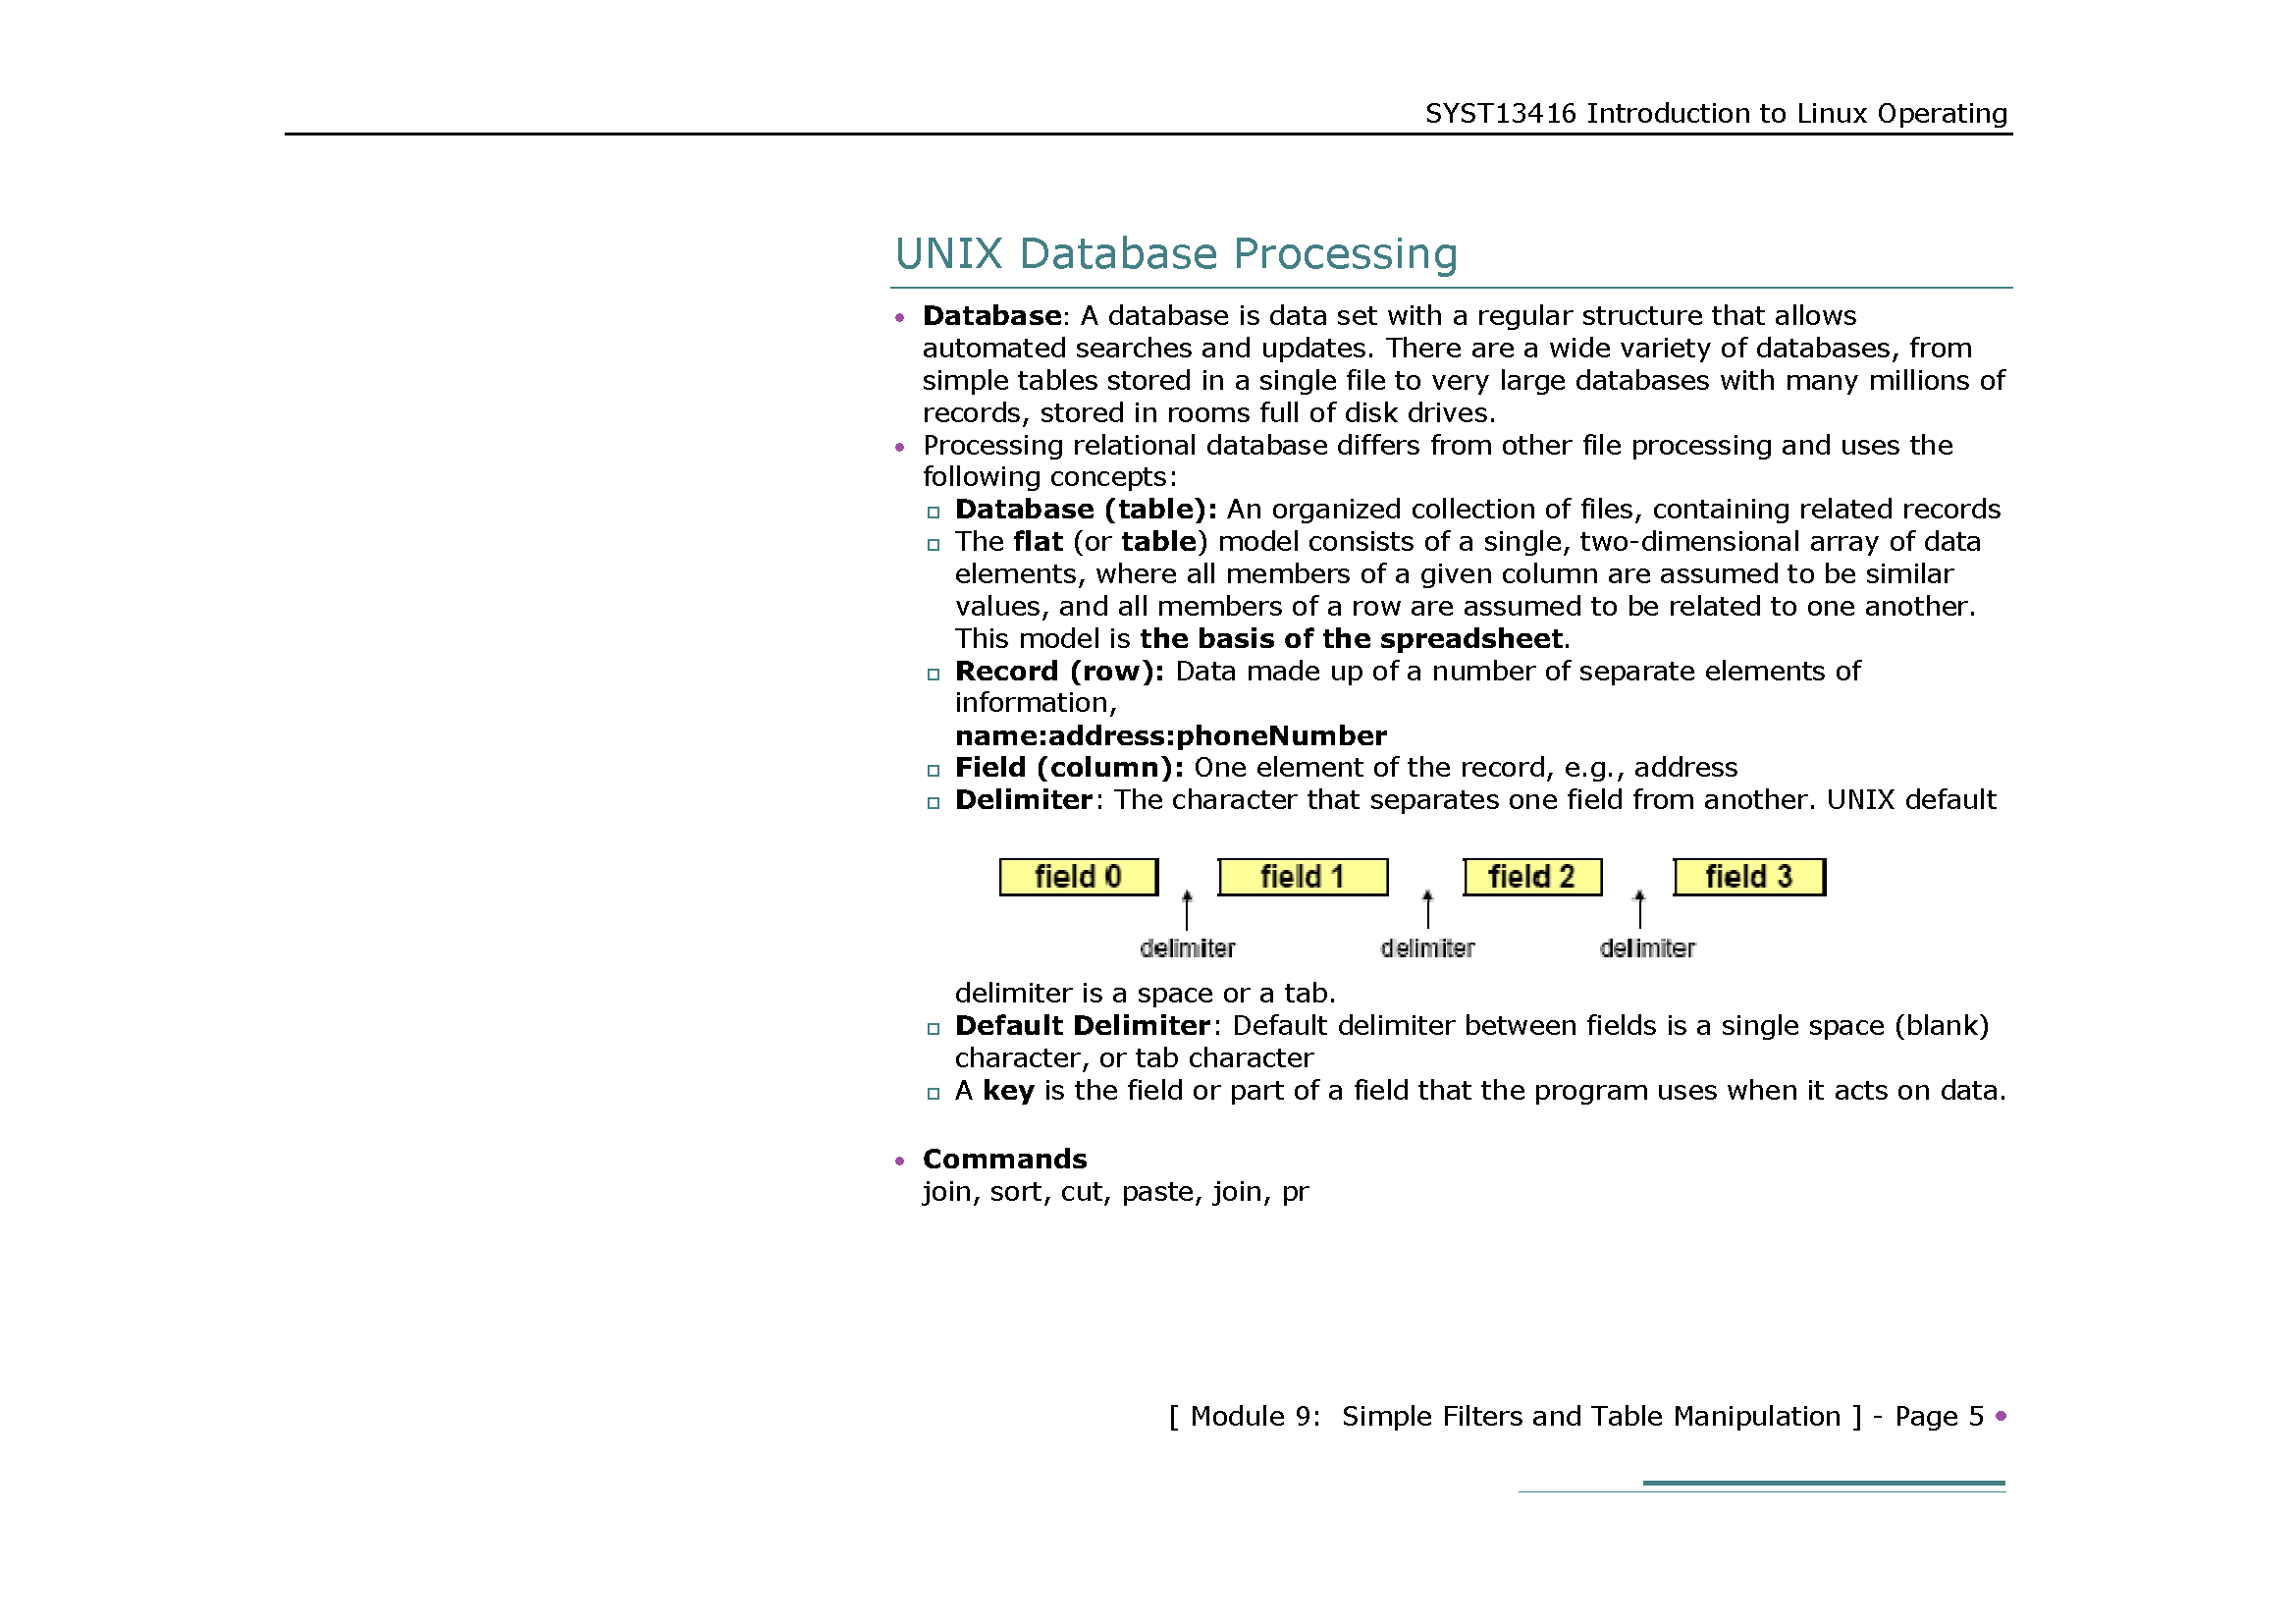 SYST13416 Introduction to Linux Operating
UNIX Database Processing
• Database: A database is data set with a regular structure that allows
automated searches and updates. There are a wide variety of databases, from
simple tables stored in a single file to very large databases with many millions of
records, stored in rooms full of disk drives.
• Processing relational database differs from other file processing and uses the
following concepts:
□ Database (table): An organized collection of files, containing related records
□ The flat (or table) model consists of a single, two-dimensional array of data
elements, where all members of a given column are assumed to be similar
values, and all members of a row are assumed to be related to one another.
This model is the basis of the spreadsheet.
□ Record (row): Data made up of a number of separate elements of
information,
name:address:phoneNumber
□ Field (column): One element of the record, e.g., address
□ Delimiter: The character that separates one field from another. UNIX default
field 0 field 1 field 2 field 3
delimiter delimiter delimiter
delimiter is a space or a tab.
□ Default Delimiter: Default delimiter between fields is a single space (blank)
character, or tab character
□ A key is the field or part of a field that the program uses when it acts on data.
• Commands
join, sort, cut, paste, join, pr
[ Module 9: Simple Filters and Table Manipulation ] - Page 5 •